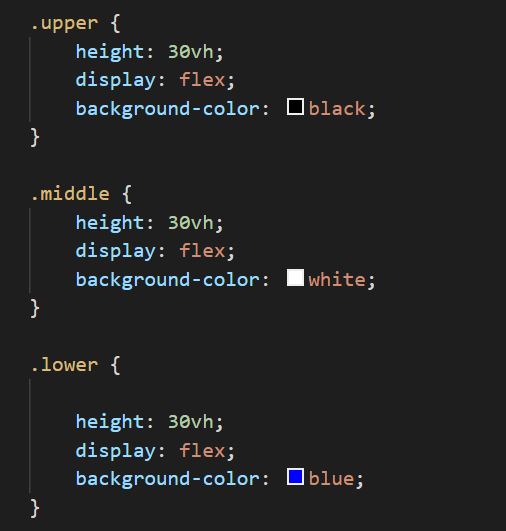 .upper {
    height: 30vh;
    display: flex;
    background-color: black;
}
.middle {
    height: 30vh;
    display: flex;
    background-color: white;
}
.lower {
    height: 30vh;
    display: flex;
    background-color: blue;
}